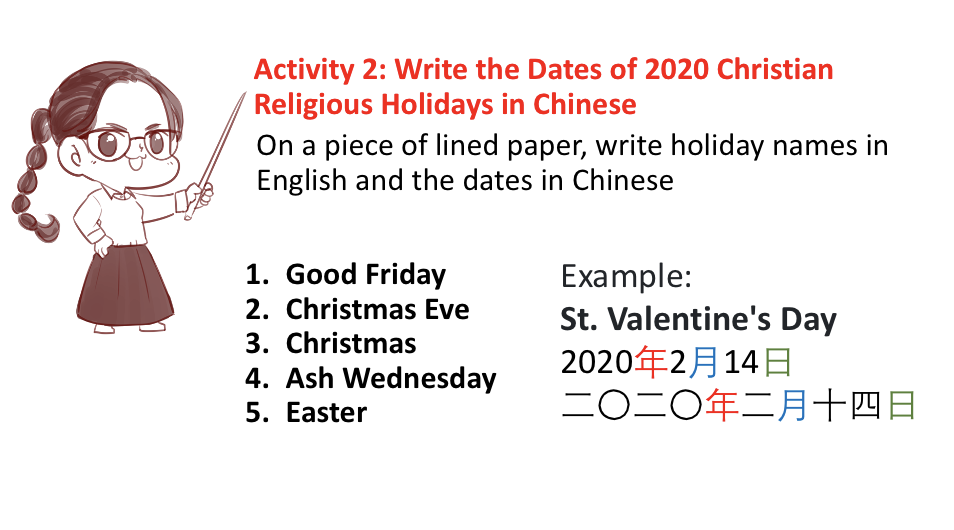 Activity 2: Write the Dates of 2020 Christian
Religious Holidays in Chinese
On a piece of lined paper, write holiday names in
English and the dates in Chinese
1. Good Friday
2. Christmas Eve
3. Christmas
4. Ash Wednesday
5. Easter
Example:
St. Valentine's Day
2020年2月14日
二〇二〇年二月十四日